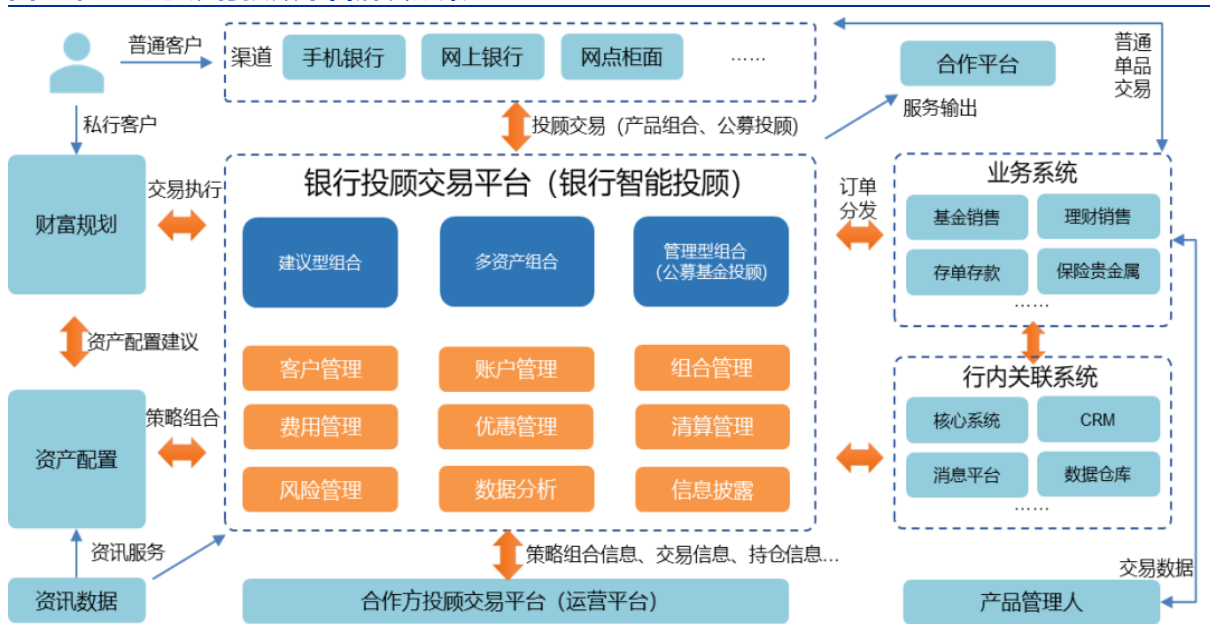 普通客户
渠道
手机银行
网上银行
网点柜面
……
合作平台
普通
单品
交易
私行客户
投顾交易（产品组合、公募投顾)
服务输出
财富规划
交易执行
银行投顾交易平台（银行智能投顾）
建议型组合
多资产组合
管理型组合
(公募基金投顾)
订单
分发
业务系统
基金销售
理财销售
存单存款
保险贵金属
……
资产配置建议
客户管理
账户管理
组合管理
费用管理
优惠管理
清算管理
风险管理
数据分析
信息披露
行内关联系统
核心系统
CRM
消息平台
数据仓库
……
资产配置
策略组合
资讯服务
策略组合信息、交易信息、持仓信息...
资讯数据
合作方投顾交易平台（运营平台）
交易数据
产品管理人